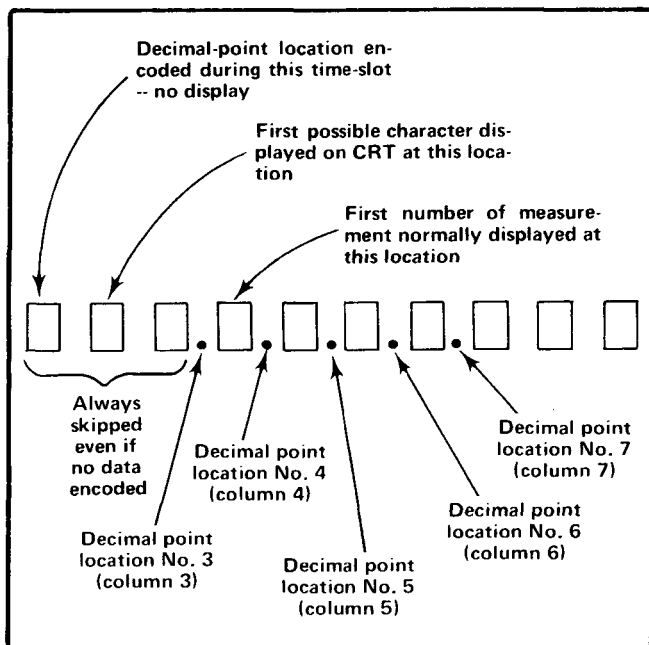 Decimal-point location en-
coded during this time-slot
-- no display
First possible character dis-
played on CRT at this loca-
tion
First number of measure-
ment normally displayed at
this location
Always
skipped
even if
no data
encoded
Decimal point
location No. 3
(column 3)
Decimal point
location No. 4
(column 4)
Decimal point
location No. 5
(column 5)
Decimal point
location No. 6
(column 6)
Decimal point
location No. 7
(column 7)